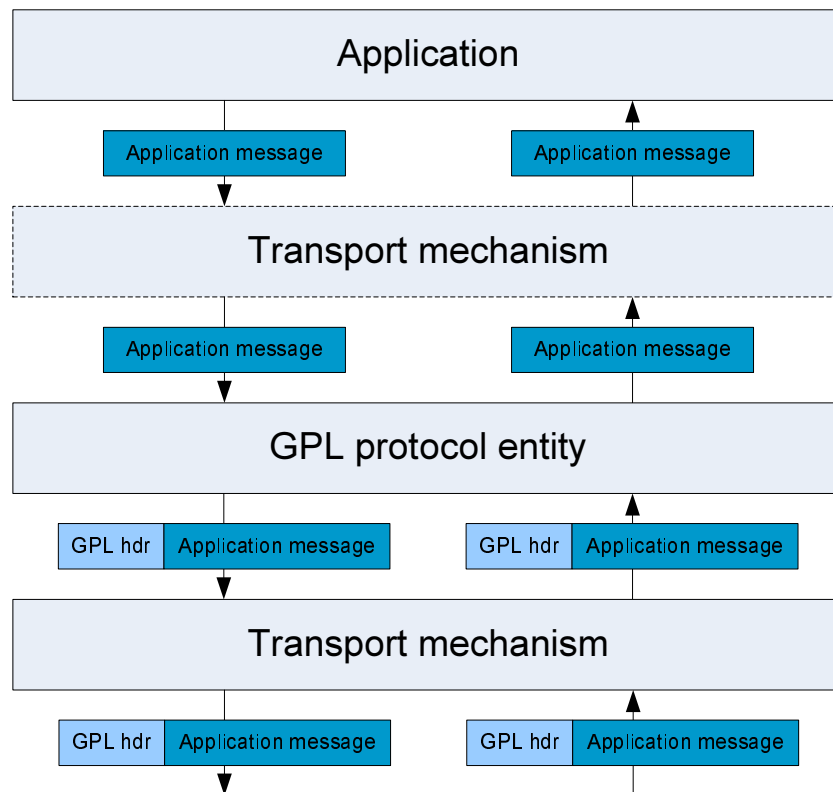 Application
Application message Application message
Transport mechanism
Application message Application message
GPL protocol entity
GPL hdr Application message GPL hdr Application message
Transport mechanism
GPL hdr Application message GPL hdr Application message